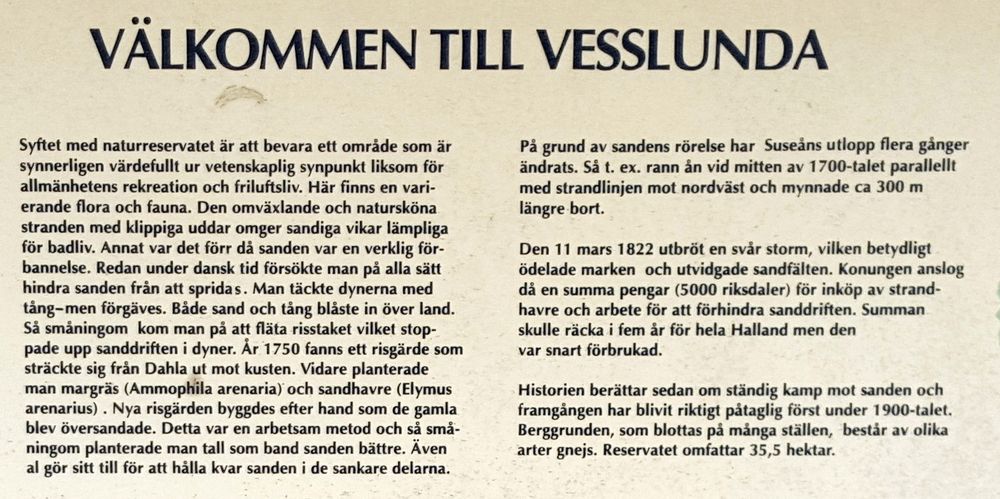 VÄLKOMMEN TILL VESSLUNDA
Syftet med naturreservatet är att bevara ett område som är
synnerligen värdefullt ur vetenskaplig synpunkt liksom för
allmänhetens rekreation och friluftsliv. Här finns en vari-
erande flora och fauna. Den omväxlande och natursköna
stranden med klippiga uddar omger sandiga vikar lämpliga
för badliv. Annat var det förr då sanden var en verklig för-
bannelse. Redan under dansk tid försökte man på alla sätt
hindra sanden från att spridas. Man täckte dynerna med
tång-men förgäves. Både sand och tång blåste in över land.
Så småningom kom man på att fläta risstaket vilket stop-
pade upp sanddriften i dyner. År 1750 fanns ett risgärde som
sträckte sig från Dahla ut mot kusten. Vidare planterade
man margräs (Ammophila arenaria) och sandhavre (Elymus
arenarius) . Nya risgärden byggdes efter hand som de gamla
blev översandade. Detta var en arbetsam metod och så små-
ningom planterade man tall som band sanden bättre. Även
al gör sitt till för att hålla kvar sanden i de sankare delarna.
På grund av sandens rörelse har Suseåns utlopp flera gånger
ändrats. Så t. ex. rann ån vid mitten av 1700-talet parallellt
med strandlinjen mot nordväst och mynnade ca 300 m
längre bort.
Den 11 mars 1822 utbröt en svår storm, vilken betydligt
ödelade marken och utvidgade sandfälten. Konungen anslog
då en summa pengar (5000 riksdaler) för inköp av strand-
havre och arbete för att förhindra sanddriften. Summan
skulle räcka i fem år för hela Halland men den
var snart förbrukad.
Historien berättar sedan om ständig kamp mot sanden och
framgången har blivit riktigt påtaglig först under 1900-talet.
Berggrunden, som blottas på många ställen, består av olika
arter gnejs. Reservatet omfattar 35,5 hektar.